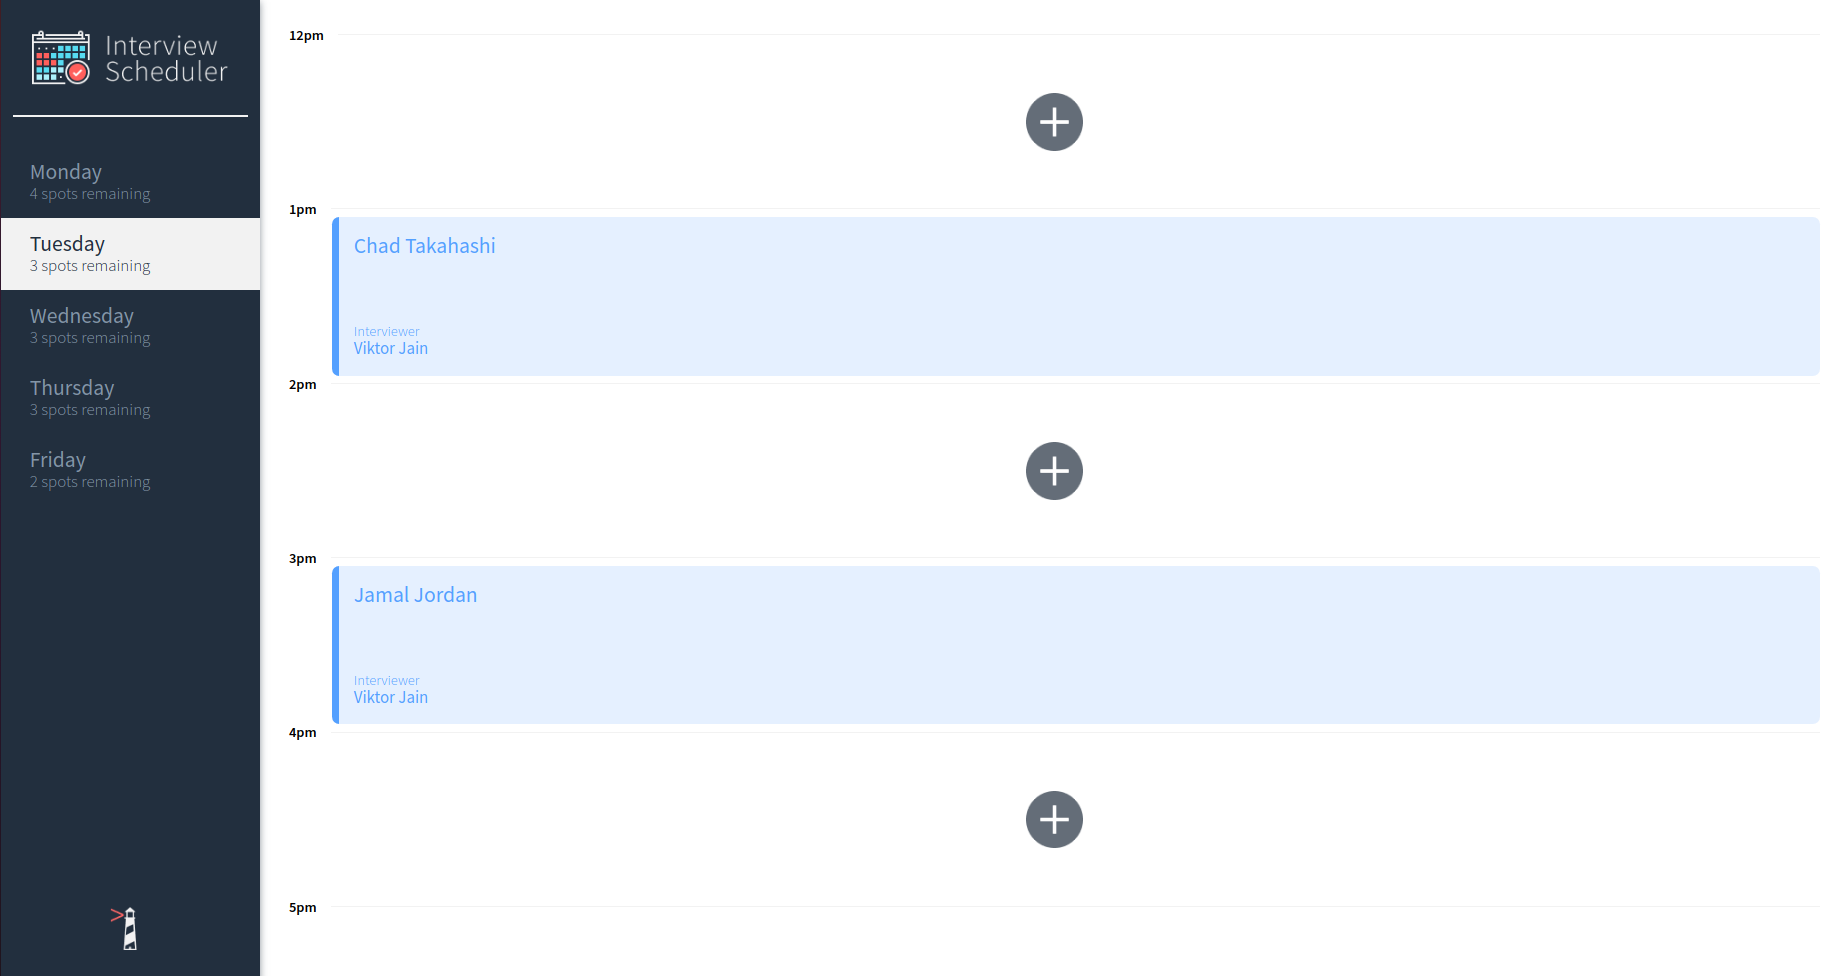 Interview
Scheduler
Monday
4 spots remaining
Tuesday
3 spots remaining
Wednesday
3 spots remaining
Thursday
3 spots remaining
Friday
2 spots remaining
12pm
1pm
Chad Takahashi
Interviewer
Viktor Jain
2pm
3pm
Jamal Jordan
Interviewer
Viktor Jain
4pm
5pm